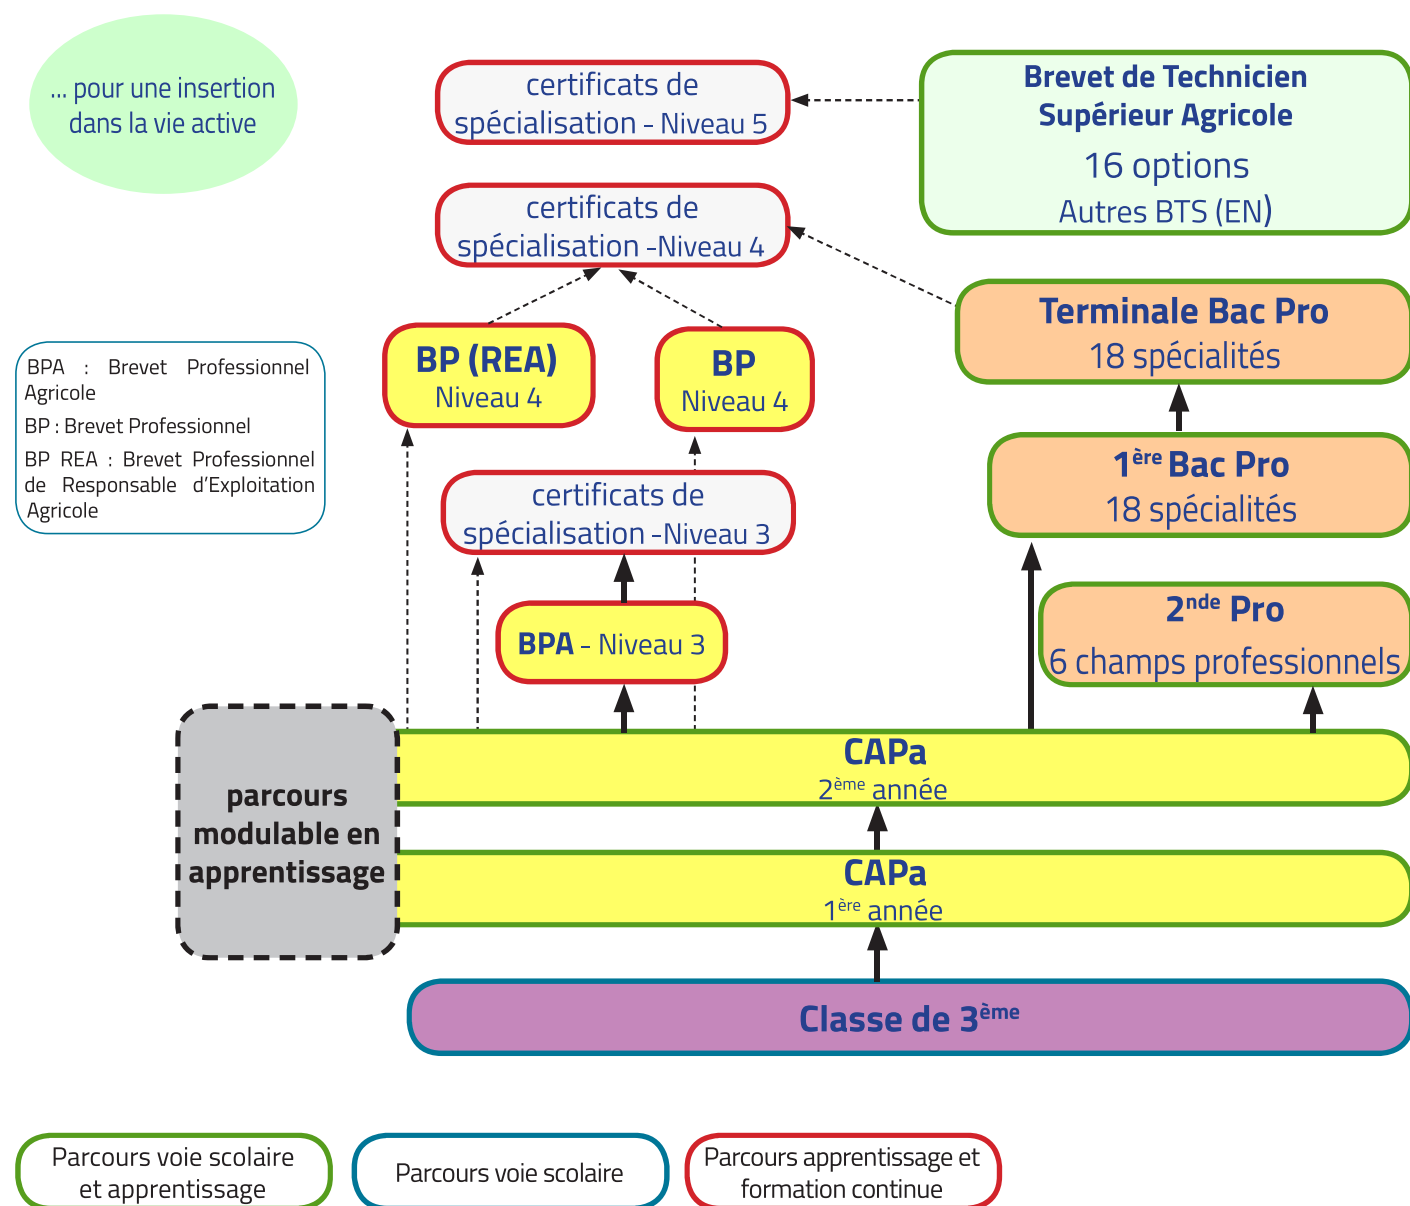 ... pour une insertion
dans la vie active
certificats de
spécialisation - Niveau 5
Brevet de Technicien
Supérieur Agricole
16 options
Autres BTS (EN)
certificats de
spécialisation -Niveau 4
Terminale Bac Pro
18 spécialités
BP (REA)
Niveau 4
BP
Niveau 4
BPA : Brevet Professionnel
Agricole
BP : Brevet Professionnel
BP REA : Brevet Professionnel
de Responsable d'Exploitation
Agricole
1ère Bac Pro
18 spécialités
certificats de
spécialisation -Niveau 3
2nde Pro
6 champs professionnels
BPA - Niveau 3
CAPa
2ème année
parcours
modulable en
apprentissage
CAPa
1ère année
Classe de 3ème
Parcours voie scolaire
et apprentissage
Parcours voie scolaire
Parcours apprentissage et
formation continue